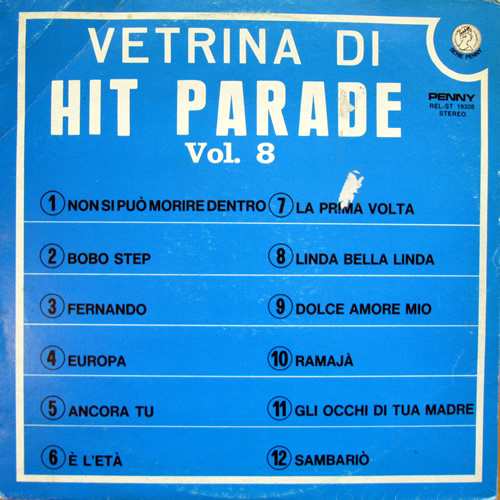 VETRINA DI
HIT PARADE
Vol. 8
SERIE PENNY
PENNY
REL-ST 19308
STEREO
1 NON SI PUÒ MORIRE DENTRO
2 BOBO STEP
3 FERNANDO
4 EUROPA
5 ANCORA TU
6 È L'ETÀ
7 LA PRIMA VOLTA
8 LINDA BELLA LINDA
9 DOLCE AMORE MIO
10 RAMAJÀ
11 GLI OCCHI DI TUA MADRE
12 SAMBARIÒ